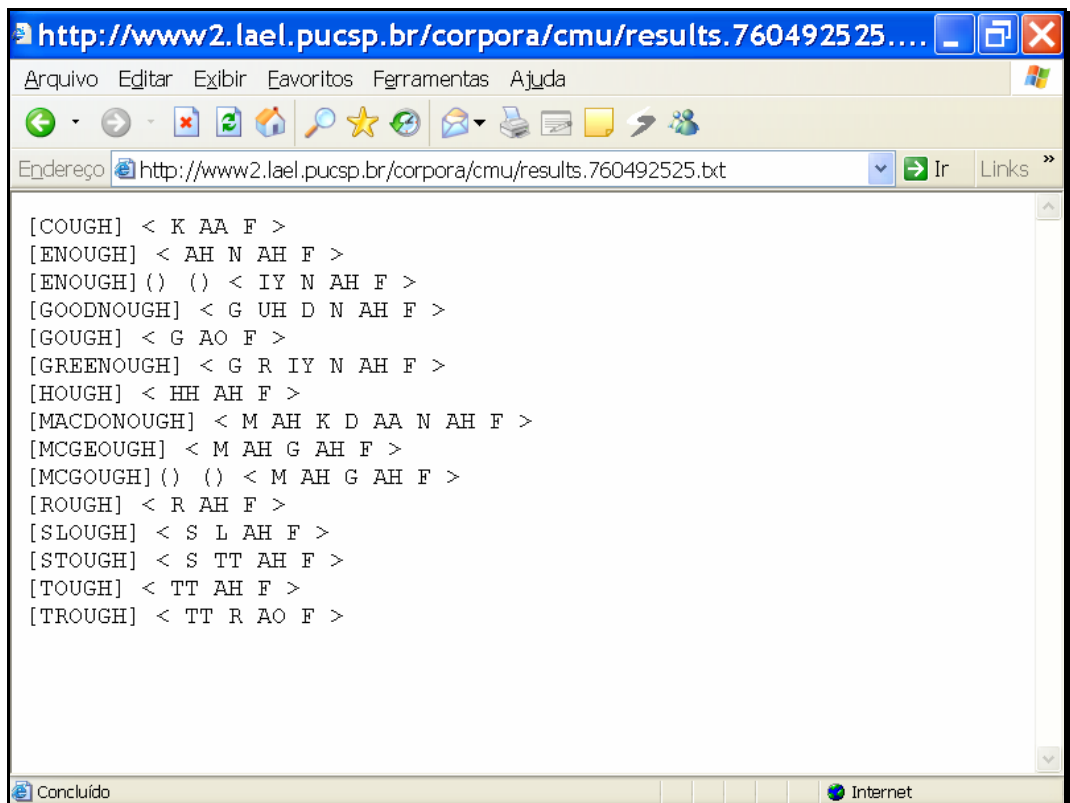 http://www2.lael.pucsp.br/corpora/cmu/results.760492525....
Arquivo Editar Exibir Favoritos Ferramentas Ajuda
Endereço http://www2.lael.pucsp.br/corpora/cmu/results.760492525.txt Ir Links »
[COUGH] < K AA F >
[ENOUGH] < AH N AH F >
[ENOUGH]() () < IY N AH F >
[GOODNOUGH] < G UH D N AH F >
[GOUGH] < G AO F >
[GREENOUGH] < G R IY N AH F >
[HOUGH] < HH AH F >
[MACDONOUGH] < M AH K D AA N AH F >
[MCGEOUGH] < M AH G AH F >
[MCGOUGH]() () < M AH G AH F >
[ROUGH] < R AH F >
[SLOUGH] < S L AH F >
[STOUGH] < S TT AH F >
[TOUGH] < TT AH F >
[TROUGH] < TT R AO F >
Concluído Internet